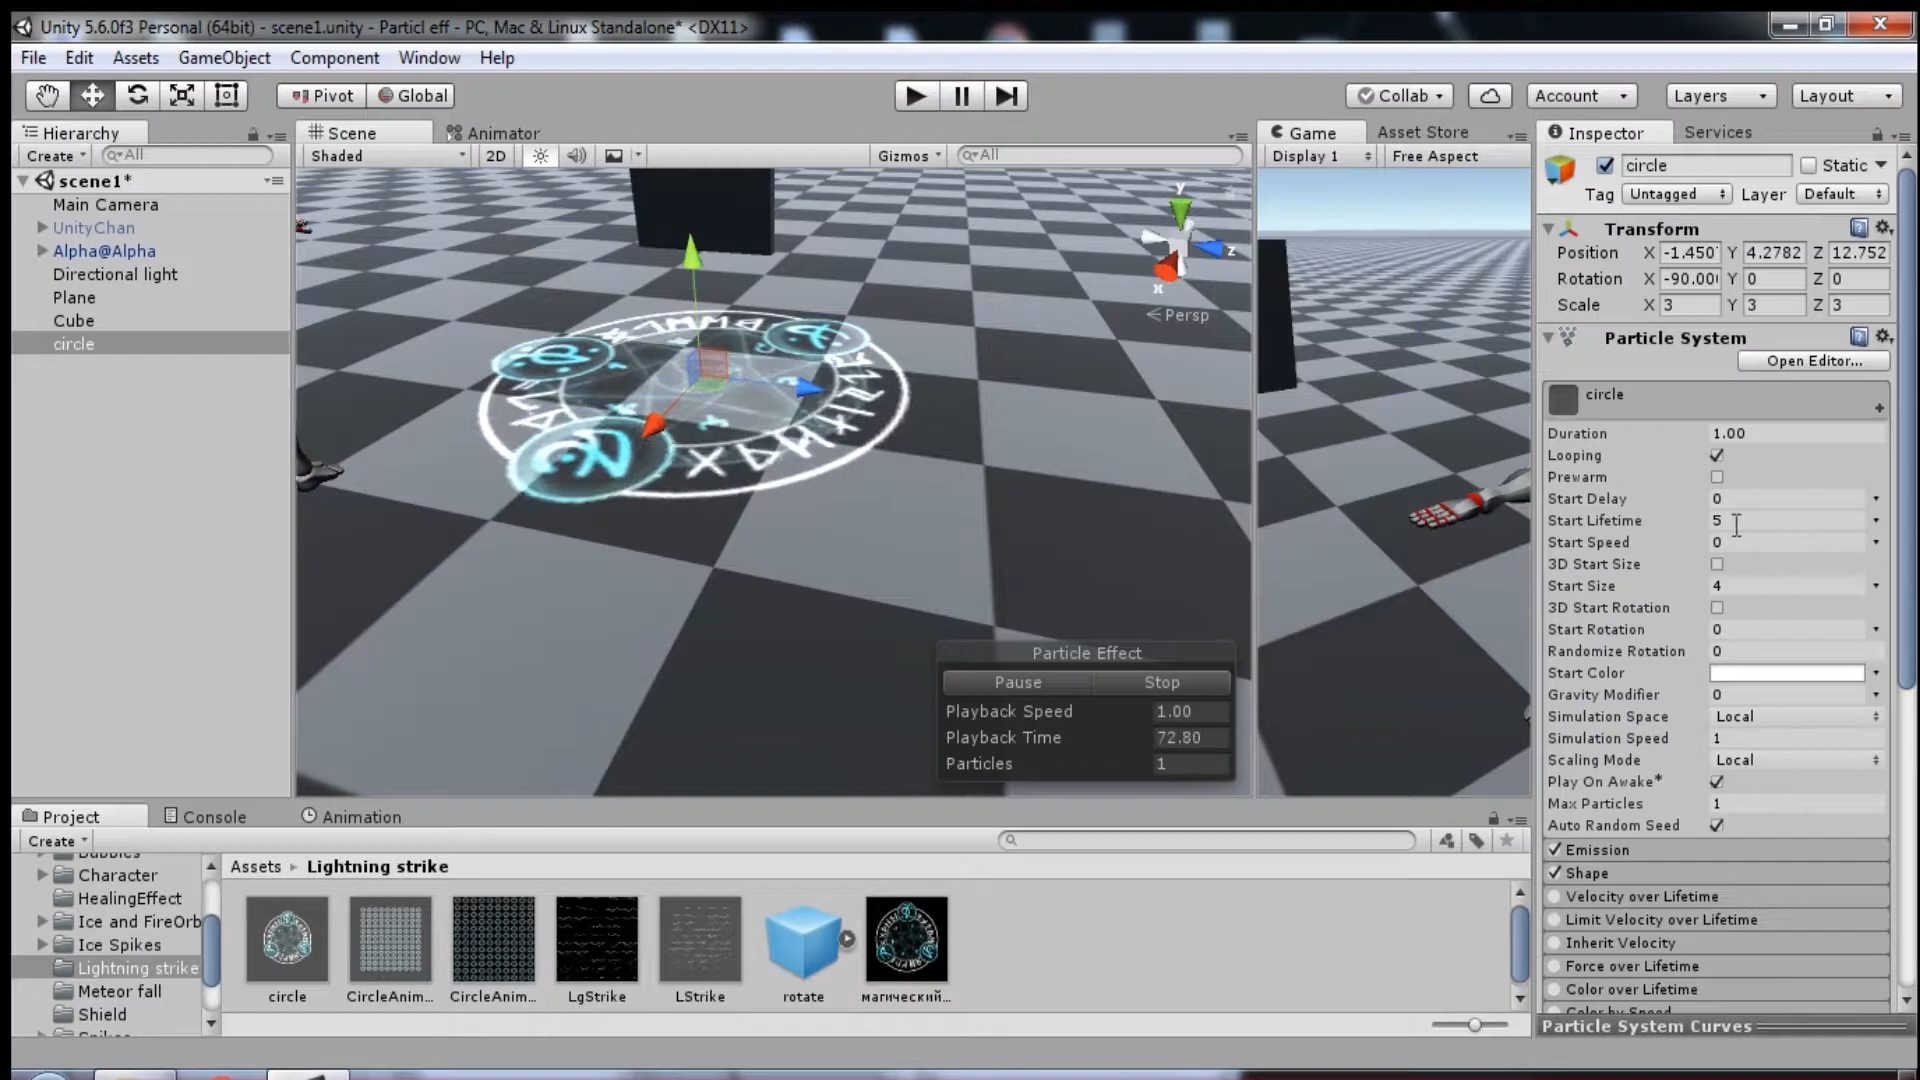 Unity 5.6.0f3 Personal (64bit) - scene1.unity - Particl eff - PC, Mac & Linux Standalone* <DX11>
File Edit Assets GameObject Component Window Help
Pivot Global Collab Account Layers Layout
Hierarchy
Create All
scene1*
Main Camera
UnityChan
Alpha@Alpha
Directional light
Plane
Cube
circle
Scene Animator
Shaded 2D Gizmos All
y
z
x
Persp
Particle Effect
Pause Stop
Playback Speed 1.00
Playback Time 72.80
Particles 1
Game Asset Store
Display 1 Free Aspect
Inspector Services
circle Static
Tag Untagged Layer Default
Transform
Position X -1.450 Y 4.2782 Z 12.752
Rotation X -90.00 Y 0 Z 0
Scale X 3 Y 3 Z 3
Particle System
Open Editor...
circle
Duration 1.00
Looping
Prewarm
Start Delay 0
Start Lifetime 5
Start Speed 0
3D Start Size
Start Size 4
3D Start Rotation
Start Rotation 0
Randomize Rotation 0
Start Color
Gravity Modifier 0
Simulation Space Local
Simulation Speed 1
Scaling Mode Local
Play On Awake*
Max Particles 1
Auto Random Seed
Emission
Shape
Velocity over Lifetime
Limit Velocity over Lifetime
Inherit Velocity
Force over Lifetime
Color over Lifetime
Color by Speed
Particle System Curves
Project Console Animation
Create
Bubbles
Character
HealingEffect
Ice and FireOrb
Ice Spikes
Lightning strike
Meteor fall
Shield
Spikes
Assets Lightning strike
circle CircleAnim... CircleAnim... LgStrike LStrike rotate магический...